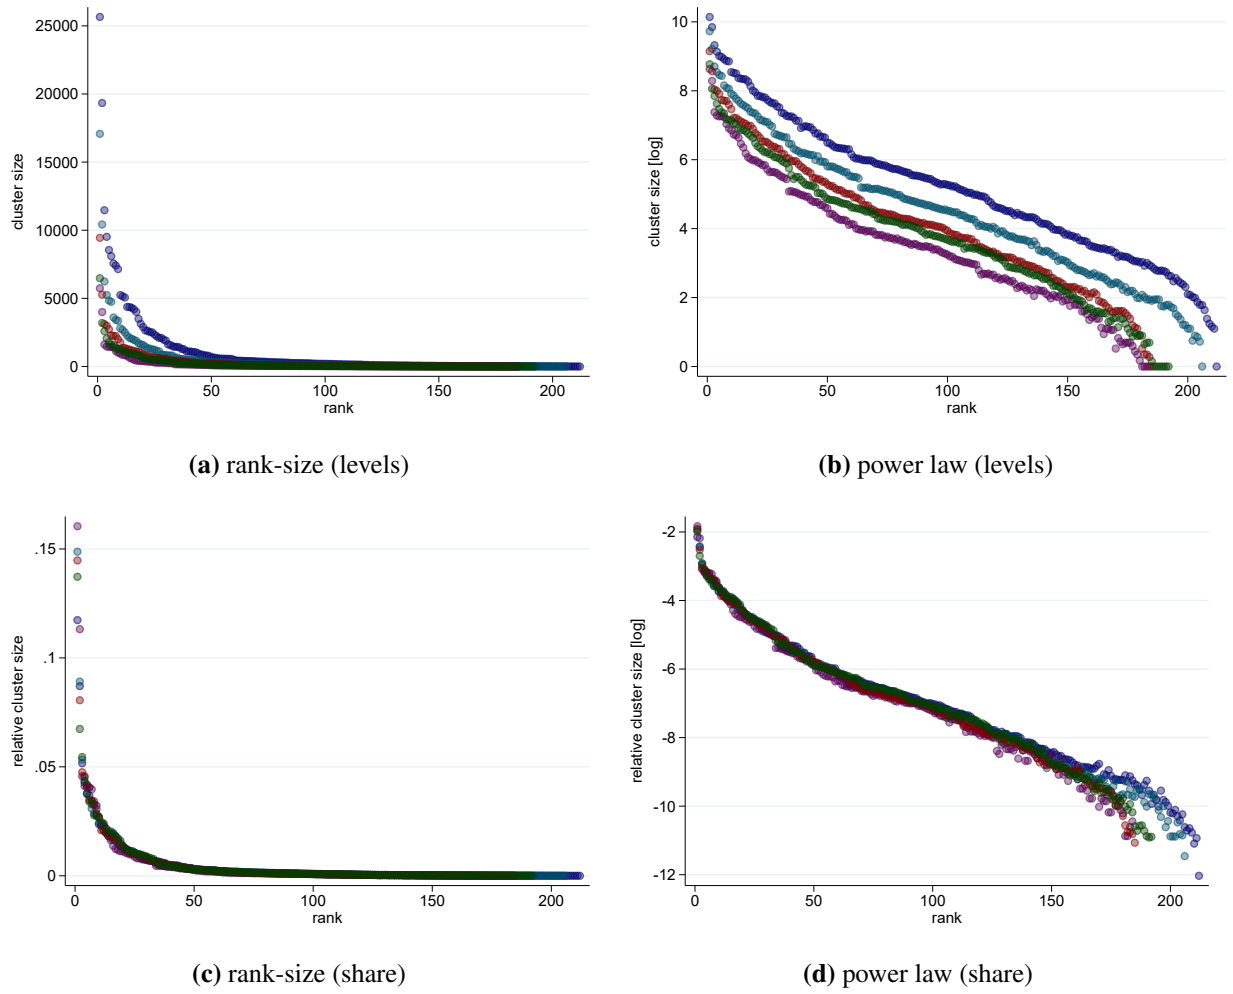 25000
20000
15000
10000
5000
0
cluster size
0 50 100 150 200
rank
(a) rank-size (levels)
10
8
6
4
2
0
cluster size [log]
0 50 100 150 200
rank
(b) power law (levels)
.15
.1
.05
0
relative cluster size
0 50 100 150 200
rank
(c) rank-size (share)
-2
-4
-6
-8
-10
-12
relative cluster size [log]
0 50 100 150 200
rank
(d) power law (share)